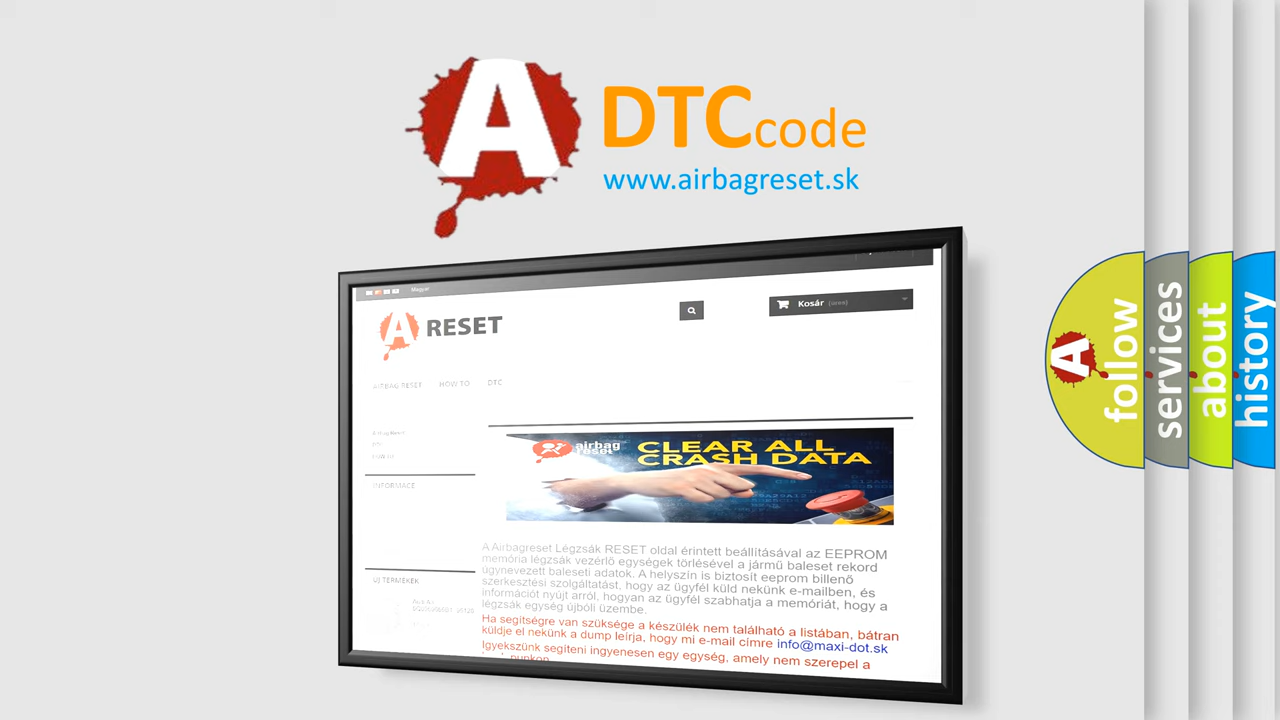 A DTC code
www.airbagreset.sk
Magyar
A RESET
Kosár (üres)
AIRBAG RESET HOW TO DTC
INFORMACE
airbag
reset
CLEAR ALL
CRASH DATA
A Airbagreset Légzsák RESET oldal érintett beállításával az EEPROM
memória légzsák vezérlő egységek törlésével a jármű baleset rekord
úgynevezett baleseti adatok. A helyszín is biztosít eeprom billenő
szerkesztési szolgáltatást, hogy az ügyfél küld nekünk e-mailben, és
információt nyújt arról, hogyan az ügyfél szabhatja a memóriát, hogy a
légzsák egység újbóli üzembe.
Ha segítségre van szüksége a készülék nem található a listában, bátran
küldje el nekünk a dump leírja, hogy mi e-mail címre info@maxi-dot.sk
Igyekszünk segíteni ingyenesen egy egység, amely nem szerepel a
ÚJ TERMÉKEK
A follow
services
about
history